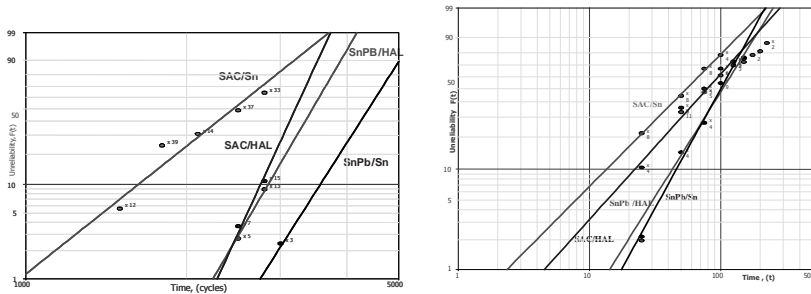 99
90
50
10
5
1
Unreliability, F(t)
SAC/Sn
SnPB/HAL
SAC/HAL
SnPb/Sn
x 33
x 37
x 14
x 39
x 15
x 13
x 12
x 7
x 5
x 3
1000
5000
Time, (cycles)
99
90
50
10
5
1
Unreliability F(t)
SAC/Sn
SnPb /HAL
SnPb/Sn
SAC/HAL
1
10
100
Time , (t)